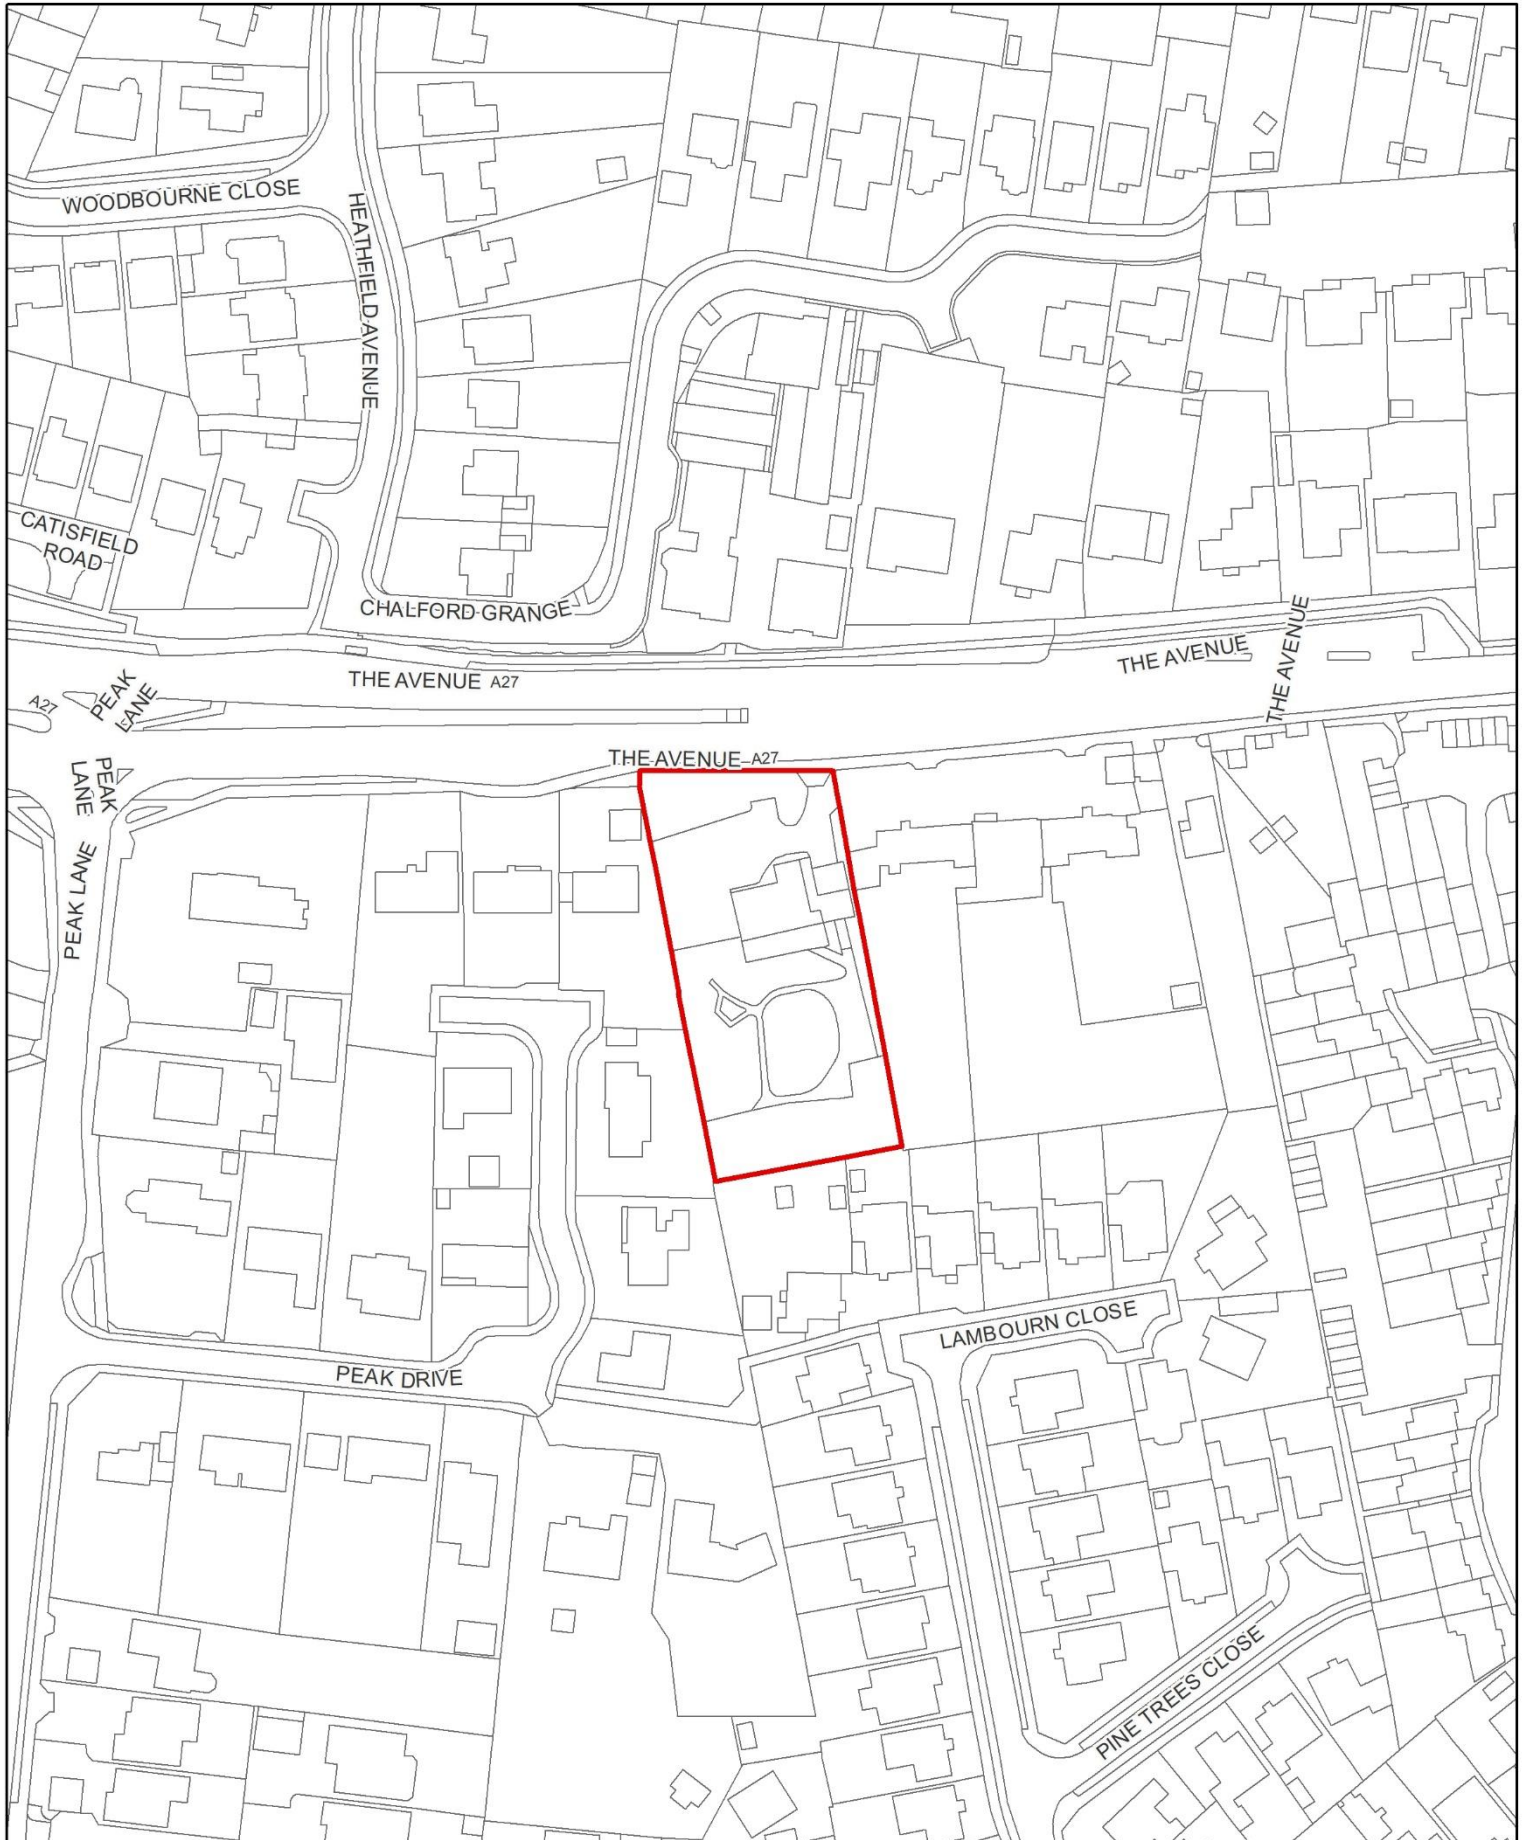 WOODBOURNE CLOSE
HEATHFIELD AVENUE
CATISFIELD
ROAD
CHALFORD GRANGE
THE AVENUE
THE AVENUE
THE AVENUE A27
PEAK
LANE
A27
THE AVENUE A27
PEAK
LANE
PEAK LANE
LAMBOURN CLOSE
PEAK DRIVE
PINE TREES CLOSE